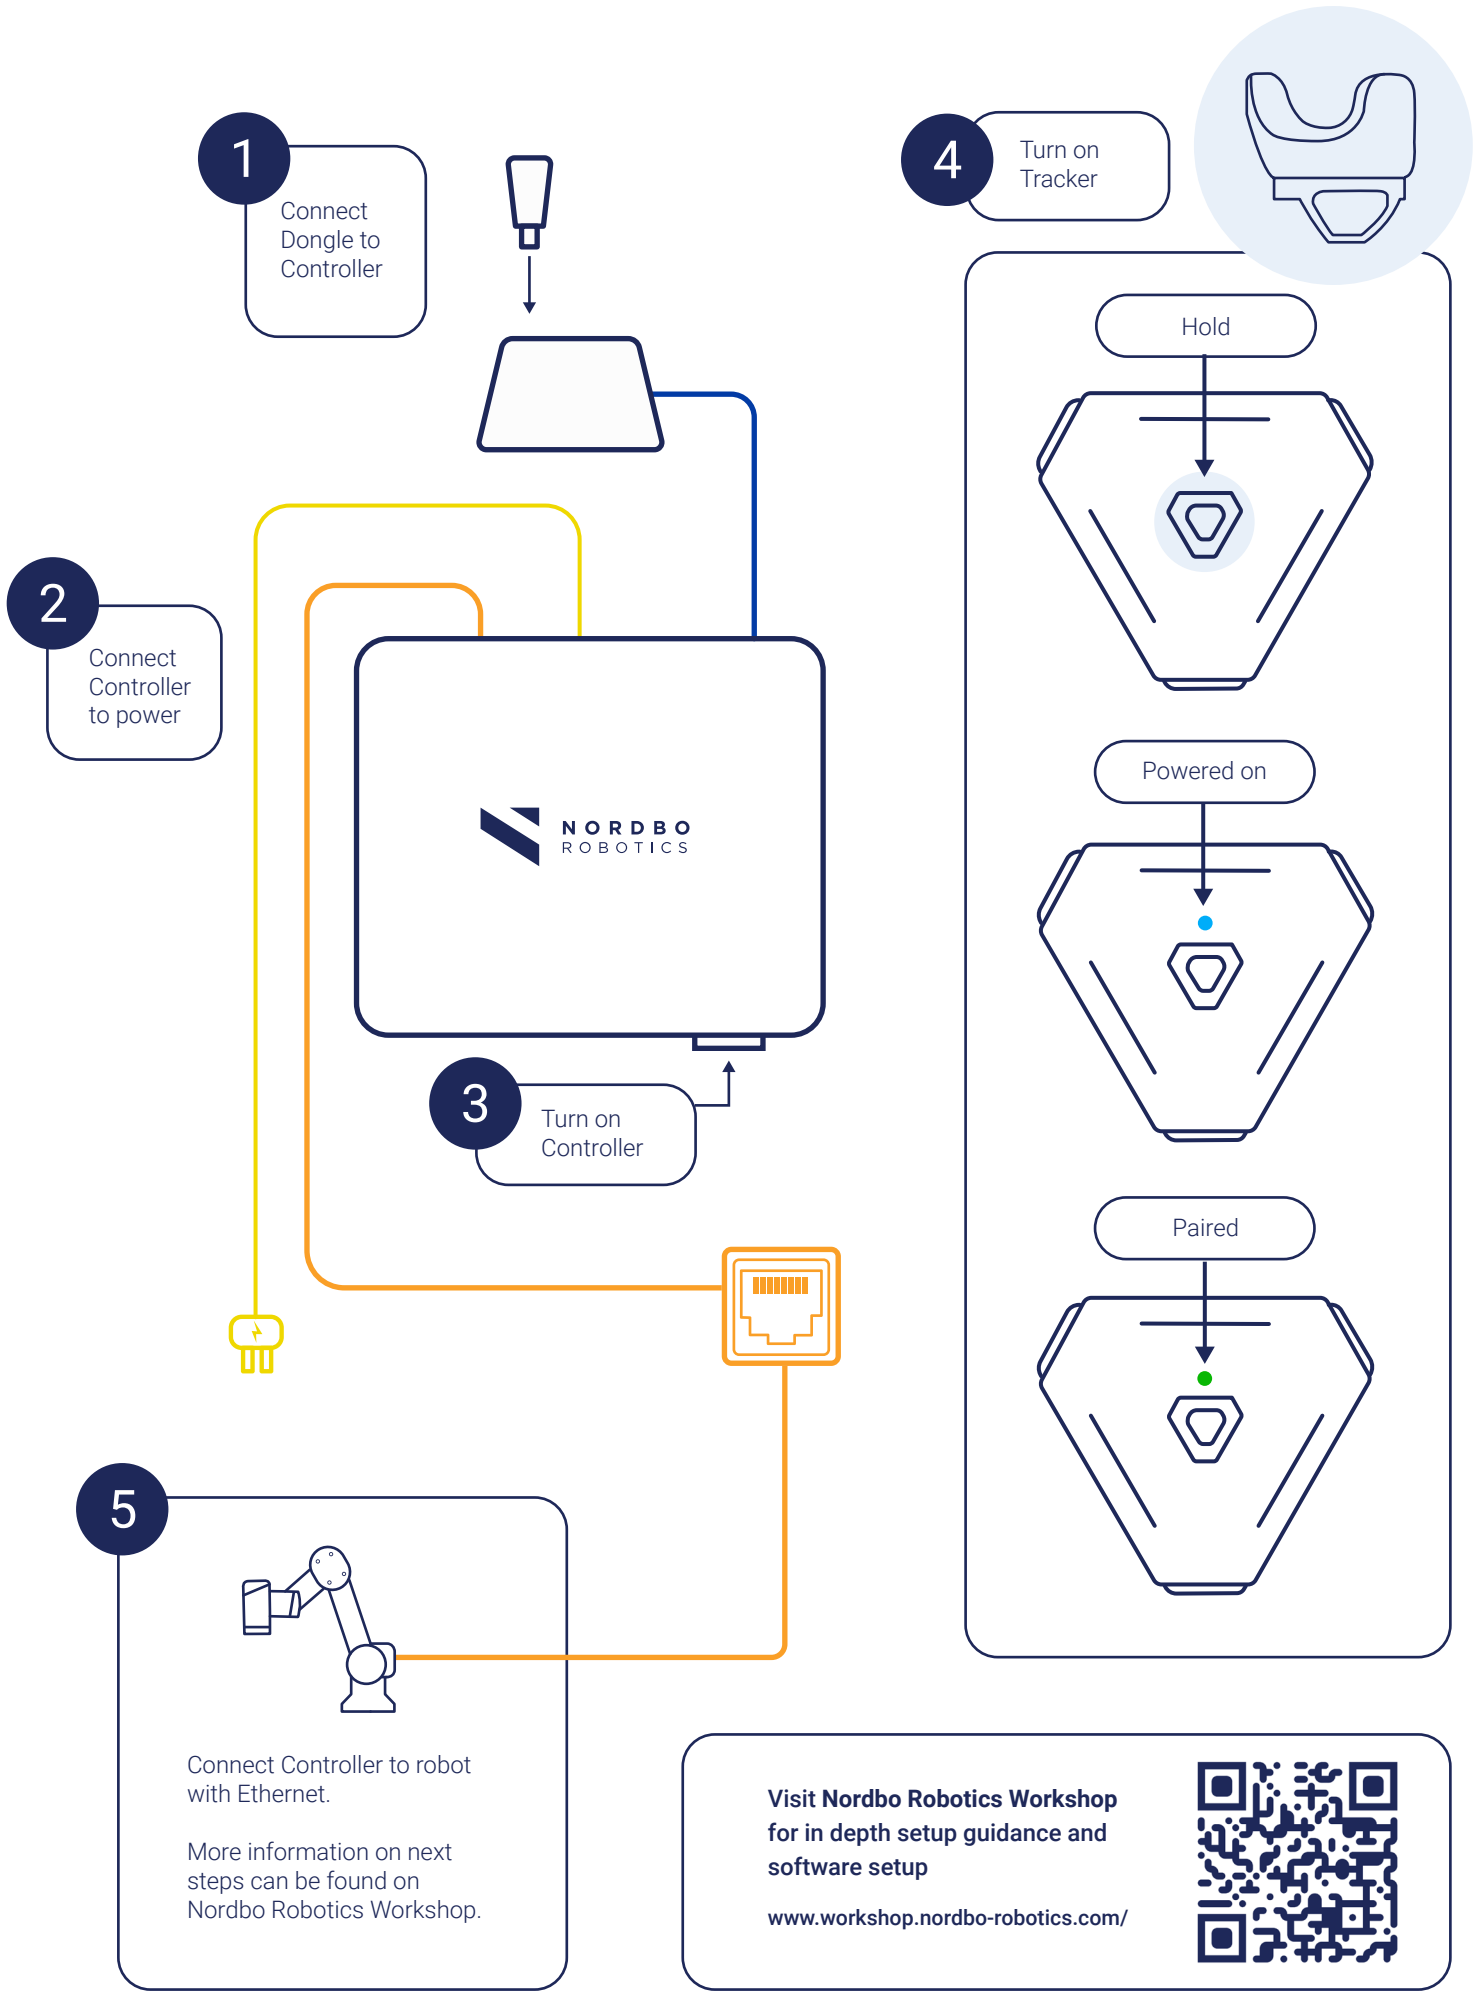 1
Connect
Dongle to
Controller
2
Connect
Controller
to power
NORDBO
ROBOTICS
3
Turn on
Controller
4
Turn on
Tracker
Hold
Powered on
Paired
5
Connect Controller to robot
with Ethernet.
More information on next
steps can be found on
Nordbo Robotics Workshop.
Visit Nordbo Robotics Workshop
for in depth setup guidance and
software setup
www.workshop.nordbo-robotics.com/